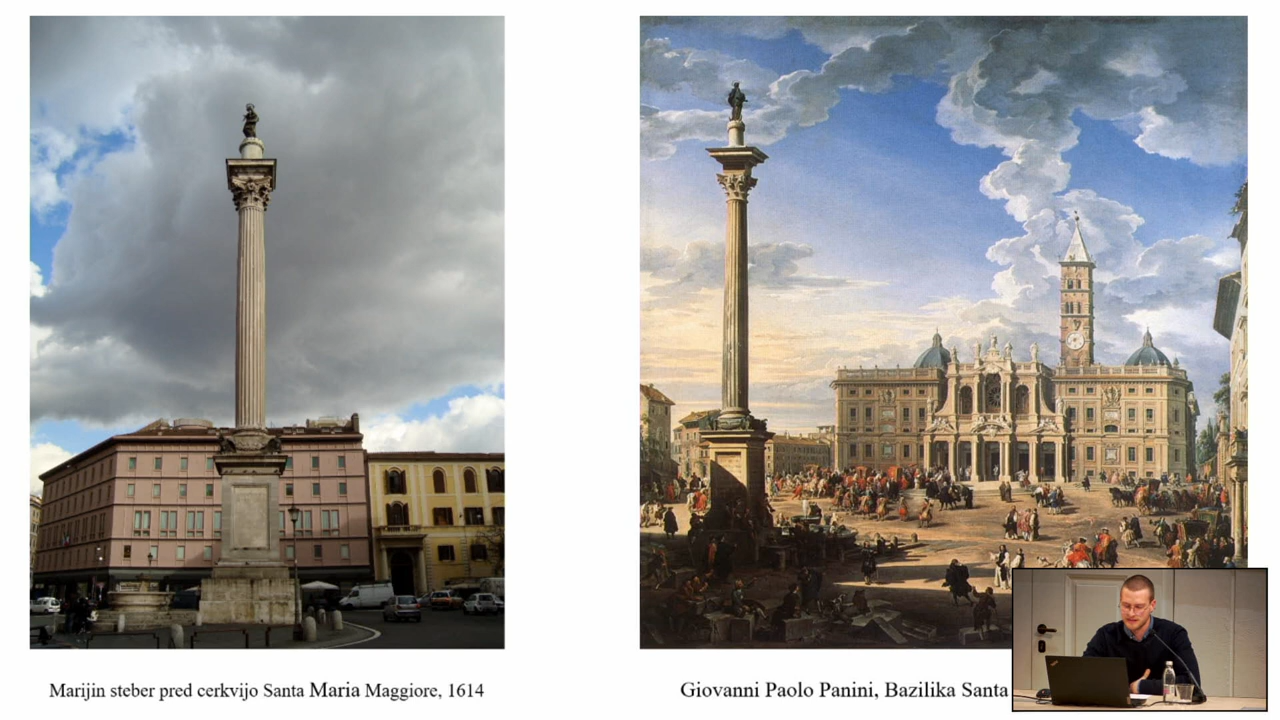 Marijin steber pred cerkvijo Santa Maria Maggiore, 1614
Giovanni Paolo Panini, Bazilika Santa